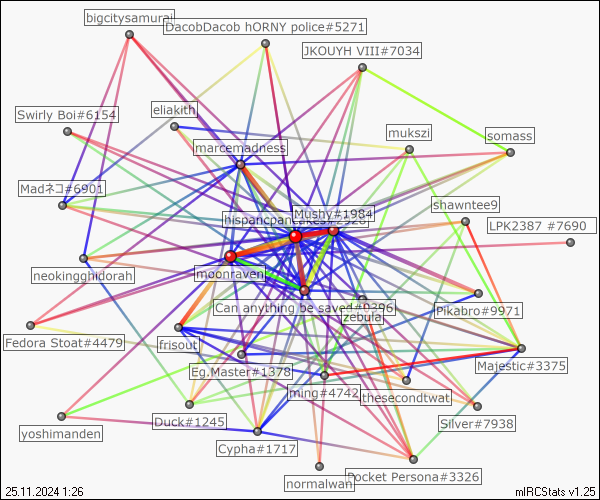 bigcitysamurai
DacobDacob hORNY police#5271
JKOUYH VIII#7034
Swirly Boi#6154
eliakith
mukszi
somass
marcemadness
Madネコ#6901
shawntee9
Mushy#1984
hispanicpancakes#2926
LPK2387 #7690
neokingghidorah
moonraven
Can anything be saved#0396
Pikabro#9971
zebula
Fedora Stoat#4479
frisout
Eg.Master#1378
Majestic#3375
ming#4742
thesecondtwat
yoshimanden
Duck#1245
Silver#7938
Cypha#1717
normalwan
Pocket Persona#3326
25.11.2024 1:26
mIRCStats v1.25